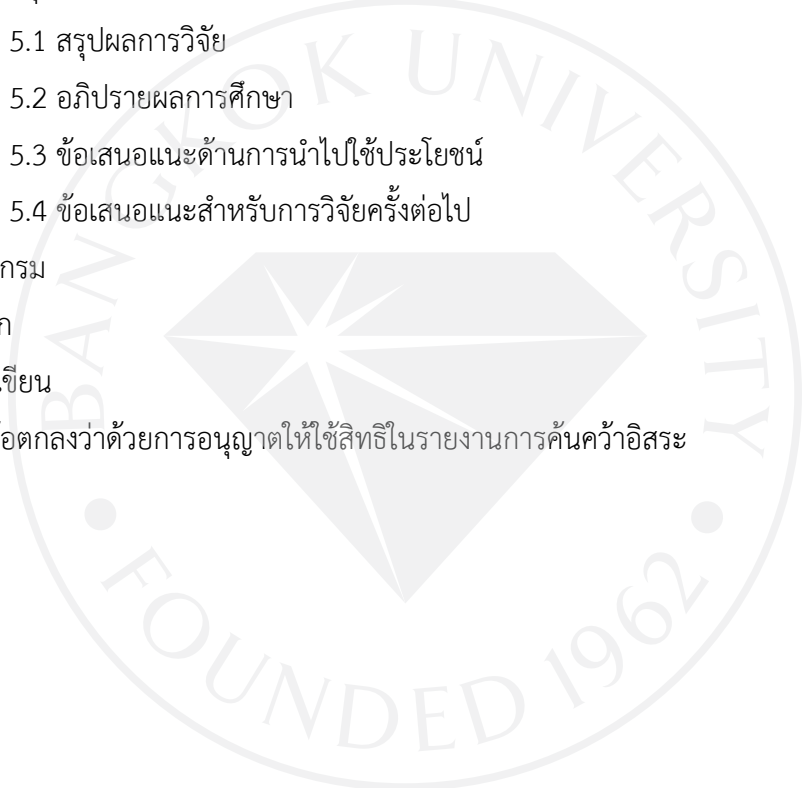 5.1 สรุปผลการวิจัย
5.2 อภิปรายผลการศึกษา
5.3 ข้อเสนอแนะด้านการนำไปใช้ประโยชน์
5.4 ข้อเสนอแนะสำหรับการวิจัยครั้งต่อไป
กรม
ก
เขียน
อตกลงว่าด้วยการอนุญาตให้ใช้สิทธิในรายงานการค้นคว้าอิสระ
BANGKOK UNIVERSITY
FOUNDED 1962